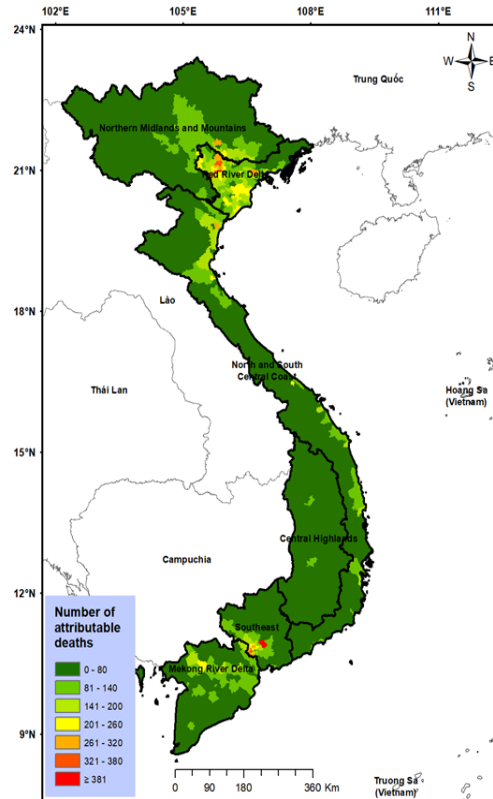 102°E 105°E 108°E 111°E
24°N
N
W E
S
Trung Quốc
Northern Midlands and Mountains
21°N
Red River Delta
18°N
Lào
North and South
Central Coast
Thái Lan
Hoang Sa
(Vietnam)
15°N
Central Highlands
Campuchia
12°N
Southeast
Mekong River Delta
9°N
Number of
attributable
deaths
0 - 80
81 - 140
141 - 200
201 - 260
261 - 320
321 - 380
≥ 381
0 90 180 360 Km
Truong Sa
(Vietnam)